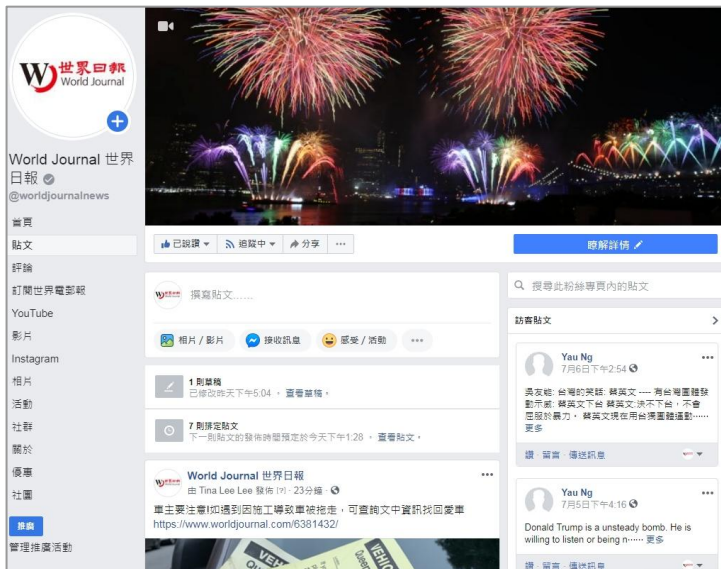 世界日報
World Journal
World Journal 世界
日報
@worldjournalnews
首頁
貼文
評論
訂閱世界電郵報
YouTube
影片
Instagram
相片
活動
社群
關於
優惠
社團
推廣
管理推廣活動
已說讚
追蹤中
分享
瞭解詳情
撰寫貼文……
相片 / 影片
接收訊息
感受 / 活動
1 則草稿
已修改昨天下午5:04 · 查看草稿。
7 則排定貼文
下一則貼文的發佈時間預定於今天下午1:28 · 查看貼文。
World Journal 世界日報
由 Tina Lee Lee 發佈 [?] · 23分鐘 ·
車主要注意!如遇到因施工導致車被拖走，可查詢文中資訊找回愛車
https://www.worldjournal.com/6381432/
VEHICL
搜尋此粉絲專頁內的貼文
訪客貼文
Yau Ng
7月6日下午2:54
吳友能: 台灣的笑話: 蔡英文 ---- 有台灣團體發
動示威: 蔡英文下台 蔡英文:決不下台，不會
屈服於暴力。 蔡英文現在用台灣團體運動……
更多
讚 · 留言 · 傳送訊息
Yau Ng
7月5日下午4:16
Donald Trump is a unsteady bomb. He is
willing to listen or being n…… 更多
讚 · 留言 · 傳送訊息